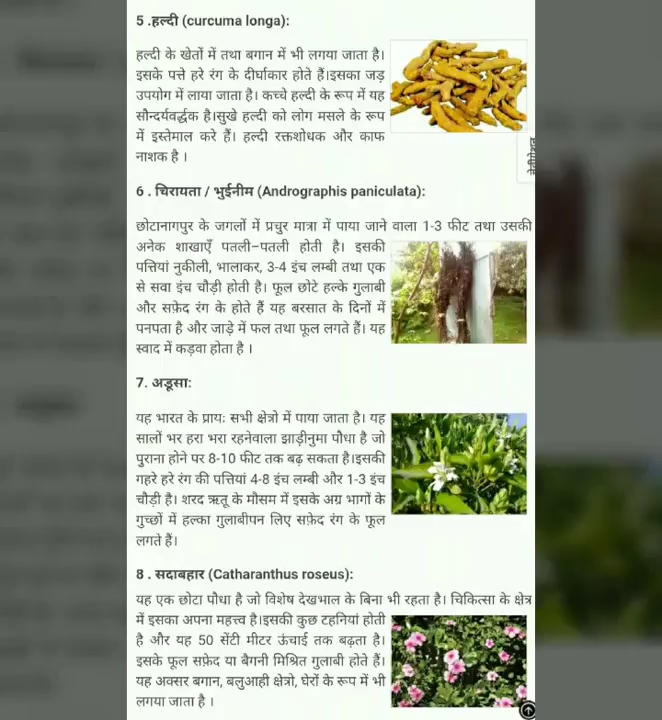 5 .हल्दी (curcuma longa):
हल्दी के खेतों में तथा बगान में भी लगया जाता है।
इसके पत्ते हरे रंग के दीर्घाकार होते हैं।इसका जड़
उपयोग में लाया जाता है। कच्चे हल्दी के रूप में यह
सौन्दर्यवर्द्धक है।सुखे हल्दी को लोग मसले के रूप
में इस्तेमाल करे हैं। हल्दी रक्तशोधक और काफ
नाशक है ।
6 . चिरायता / भुईनीम (Andrographis paniculata):
छोटानागपुर के जगलों में प्रचुर मात्रा में पाया जाने वाला 1-3 फीट तथा उसकी
अनेक शाखाएँ पतली–पतली होती है। इसकी
पत्तियां नुकीली, भालाकर, 3-4 इंच लम्बी तथा एक
से सवा इंच चौड़ी होती है। फूल छोटे हल्के गुलाबी
और सफ़ेद रंग के होते हैं यह बरसात के दिनों में
पनपता है और जाड़े में फल तथा फूल लगते हैं। यह
स्वाद में कड़वा होता है ।
7. अडूसा:
यह भारत के प्रायः सभी क्षेत्रो में पाया जाता है। यह
सालों भर हरा भरा रहनेवाला झाड़ीनुमा पौधा है जो
पुराना होने पर 8-10 फीट तक बढ़ सकता है।इसकी
गहरे हरे रंग की पत्तियां 4-8 इंच लम्बी और 1-3 इंच
चौड़ी है। शरद ऋतू के मौसम में इसके अग्र भागों के
गुच्छों में हल्का गुलाबीपन लिए सफ़ेद रंग के फूल
लगते हैं।
8 . सदाबहार (Catharanthus roseus):
यह एक छोटा पौधा है जो विशेष देखभाल के बिना भी रहता है। चिकित्सा के क्षेत्र
में इसका अपना महत्त्व है।इसकी कुछ टहनियां होती
है और यह 50 सेंटी मीटर ऊंचाई तक बढ़ता है।
इसके फूल सफ़ेद या बैगनी मिश्रित गुलाबी होते हैं।
यह अक्सर बगान, बलुआही क्षेत्रो, घेरों के रूप में भी
लगया जाता है ।